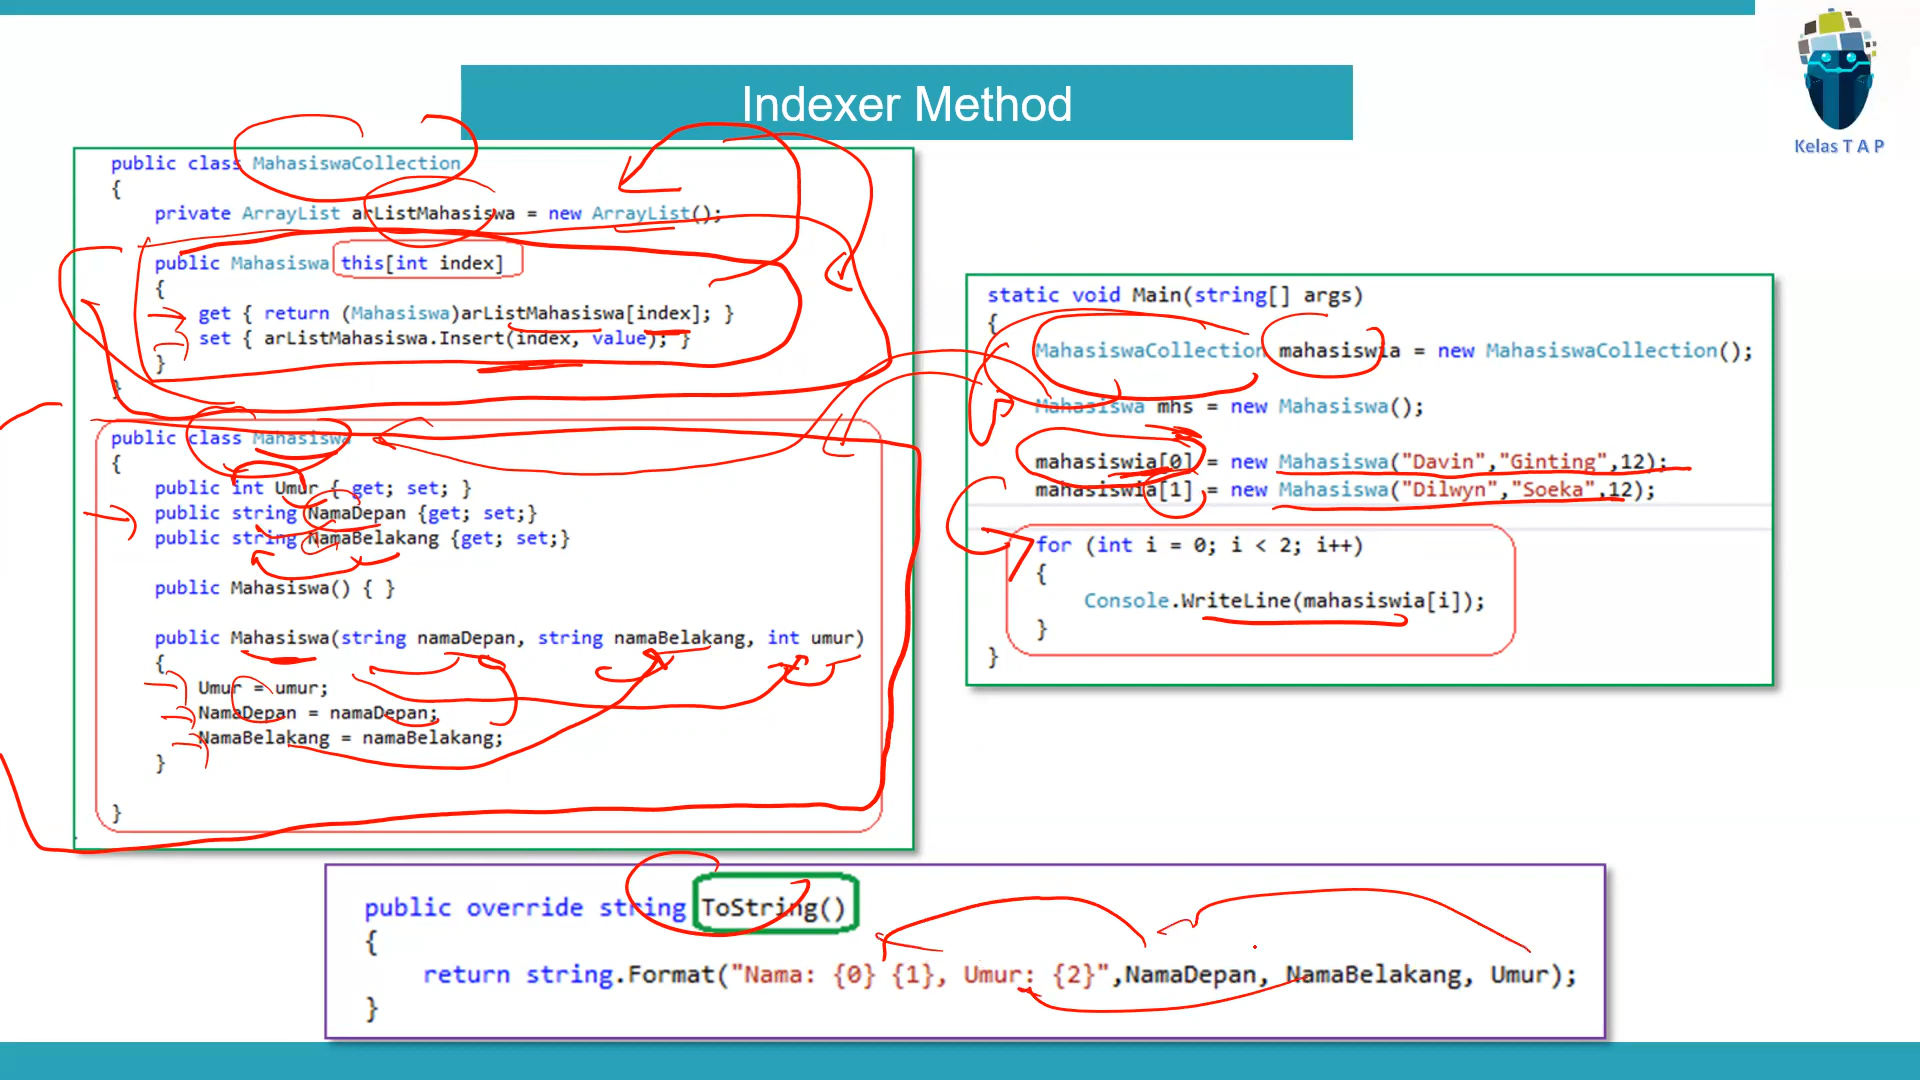 Indexer Method
Kelas T A P
public class MahasiswaCollection
{
private ArrayList arListMahasiswa = new ArrayList();
public Mahasiswa this[int index]
{
get { return (Mahasiswa)arListMahasiswa[index]; }
set { arListMahasiswa.Insert(index, value); }
}
}
public class Mahasiswa
{
public int Umur { get; set; }
public string NamaDepan {get; set;}
public string NamaBelakang {get; set;}
public Mahasiswa() { }
public Mahasiswa(string namaDepan, string namaBelakang, int umur)
{
Umur = umur;
NamaDepan = namaDepan;
NamaBelakang = namaBelakang;
}
}
static void Main(string[] args)
{
MahasiswaCollection mahasiswia = new MahasiswaCollection();
Mahasiswa mhs = new Mahasiswa();
mahasiswia[0] = new Mahasiswa("Davin","Ginting",12);
mahasiswia[1] = new Mahasiswa("Dilwyn","Soeka",12);
for (int i = 0; i < 2; i++)
{
Console.WriteLine(mahasiswia[i]);
}
}
public override string ToString()
{
return string.Format("Nama: {0} {1}, Umur: {2}",NamaDepan, NamaBelakang, Umur);
}